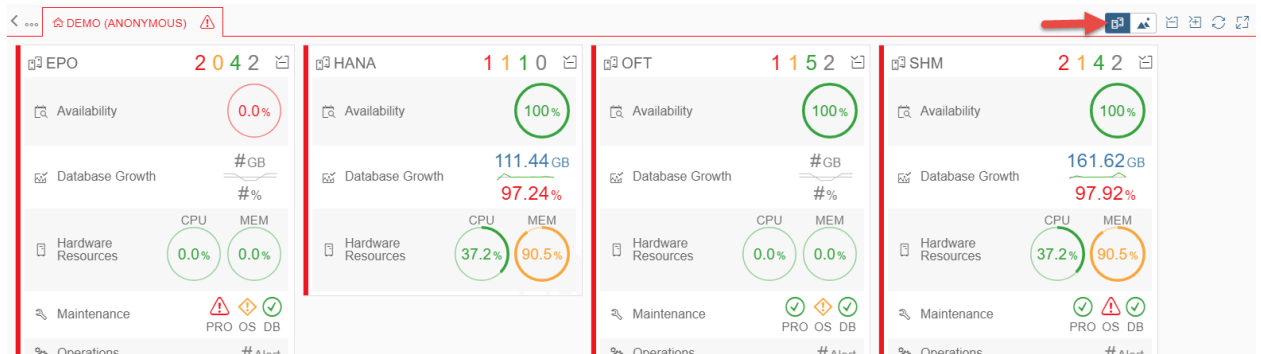 DEMO (ANONYMOUS)
EPO 2 0 4 2
Availability 0.0%
Database Growth #GB
#%
CPU MEM
Hardware Resources 0.0% 0.0%
Maintenance
PRO OS DB
Operations #Alert
HANA 1 1 1 0
Availability 100%
Database Growth 111.44 GB
97.24%
CPU MEM
Hardware Resources 37.2% 90.5%
OFT 1 1 5 2
Availability 100%
Database Growth #GB
#%
CPU MEM
Hardware Resources 0.0% 0.0%
Maintenance
PRO OS DB
Operations #Alert
SHM 2 1 4 2
Availability 100%
Database Growth 161.62 GB
97.92%
CPU MEM
Hardware Resources 37.2% 90.5%
Maintenance
PRO OS DB
Operations #Alert